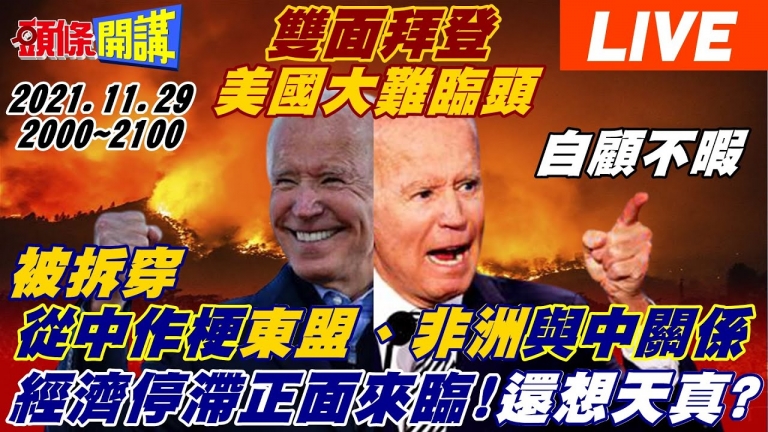 頭條開講
雙面拜登
LIVE
美國大難臨頭
2021.11.29
2000~2100
自顧不暇
被拆穿
從中作梗東盟、非洲與中關係
經濟停滯正面來臨!還想天真?